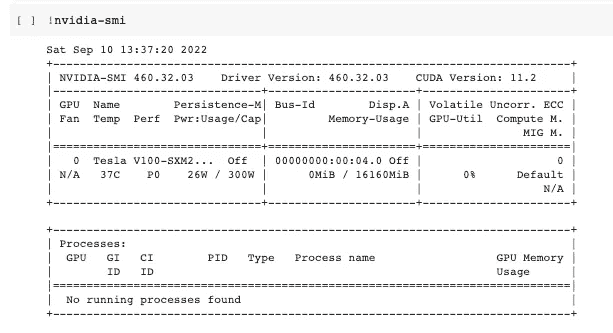 [ ] !nvidia-smi
Sat Sep 10 13:37:20 2022
+-----------------------------------------------------------------------------+
| NVIDIA-SMI 460.32.03    Driver Version: 460.32.03    CUDA Version: 11.2     |
|-------------------------------+----------------------+----------------------+
| GPU  Name        Persistence-M| Bus-Id        Disp.A | Volatile Uncorr. ECC |
| Fan  Temp  Perf  Pwr:Usage/Cap|         Memory-Usage | GPU-Util  Compute M. |
|                               |                      |               MIG M. |
|===============================+======================+======================|
|   0  Tesla V100-SXM2...  Off  | 00000000:00:04.0 Off |                    0 |
| N/A   37C    P0    26W / 300W |      0MiB / 16160MiB |      0%      Default |
|                               |                      |                  N/A |
+-------------------------------+----------------------+----------------------+
+-----------------------------------------------------------------------------+
| Processes:                                                                  |
|  GPU   GI   CI        PID   Type   Process name                  GPU Memory |
|        ID   ID                                                   Usage      |
|=============================================================================|
|  No running processes found                                                 |
+-----------------------------------------------------------------------------+